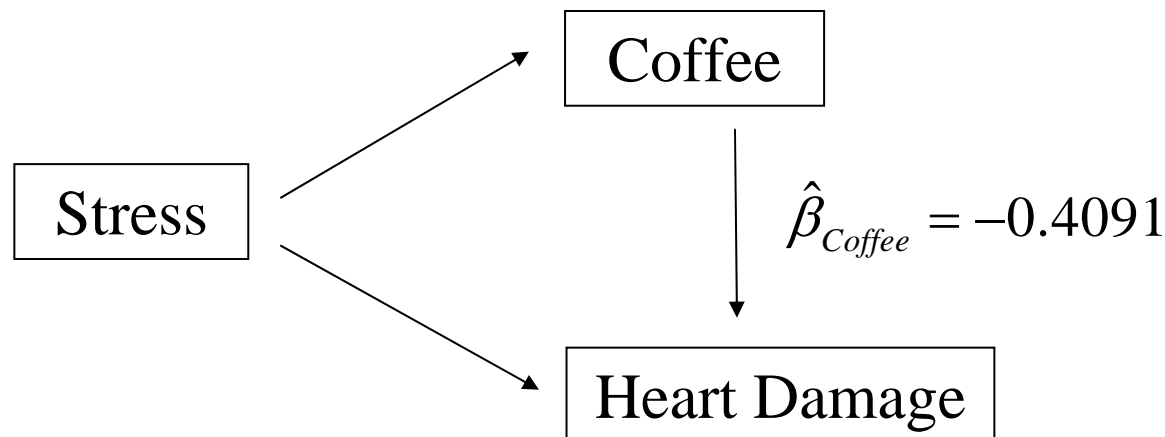 Coffee
Stress
β̂_Coffee = −0.4091
Heart Damage